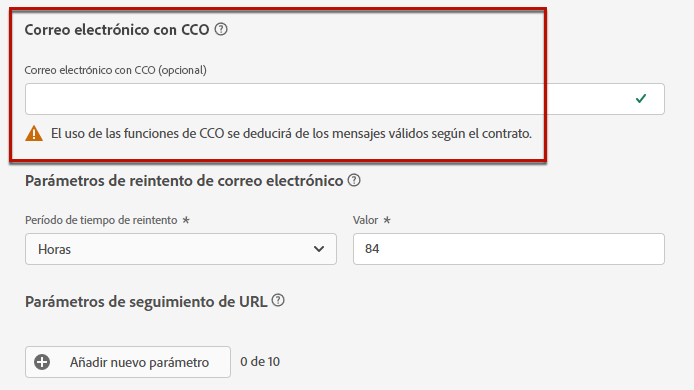 Correo electrónico con CCO
Correo electrónico con CCO (opcional)
El uso de las funciones de CCO se deducirá de los mensajes válidos según el contrato.
Parámetros de reintento de correo electrónico
Período de tiempo de reintento * Valor *
Horas 84
Parámetros de seguimiento de URL
Añadir nuevo parámetro 0 de 10